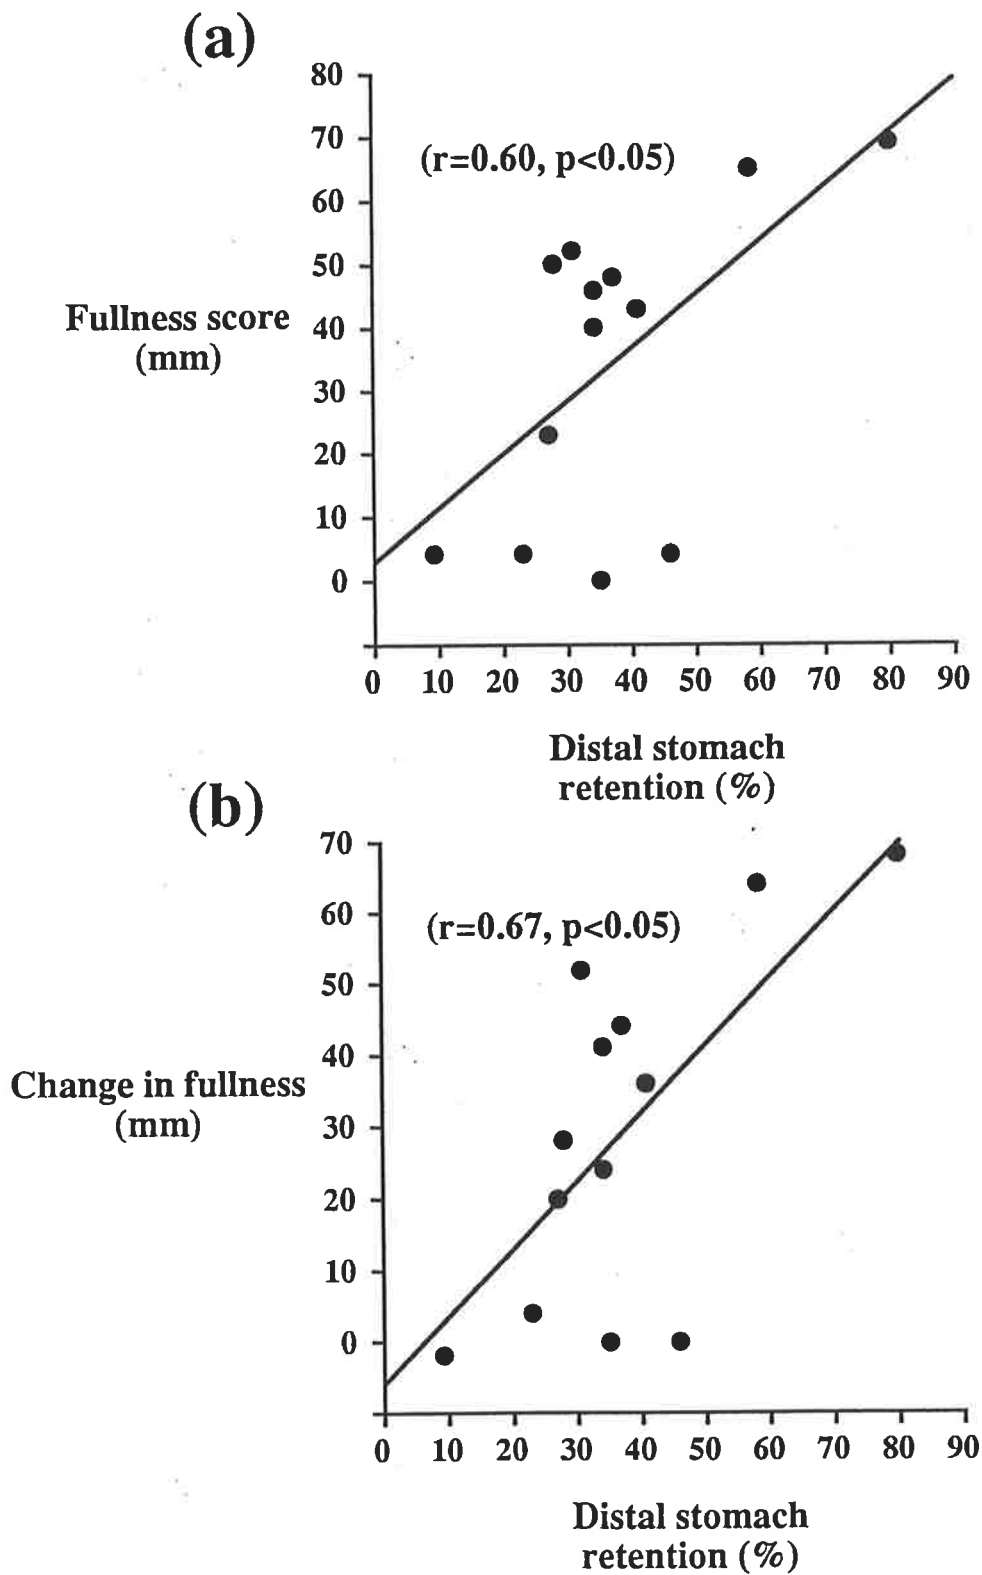 (a)
80
70
(r=0.60, p<0.05)
60
50
Fullness score
(mm)
40
30
20
10
0
0 10 20 30 40 50 60 70 80 90
Distal stomach
retention (%)
(b)
70
60
(r=0.67, p<0.05)
50
40
Change in fullness
(mm)
30
20
10
0
0 10 20 30 40 50 60 70 80 90
Distal stomach
retention (%)